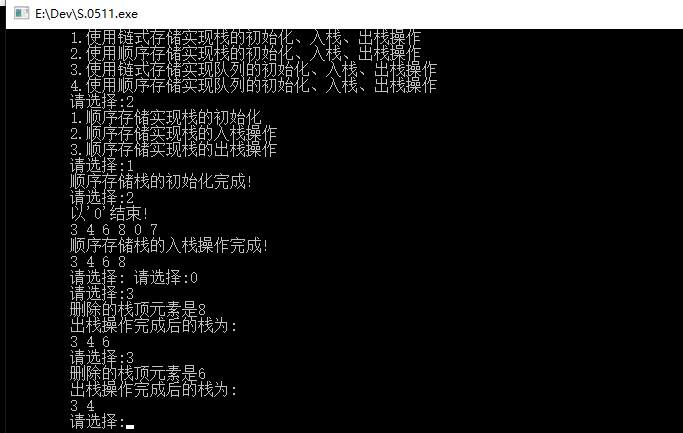 E:\Dev\S.0511.exe
1.使用链式存储实现栈的初始化、入栈、出栈操作
2.使用顺序存储实现栈的初始化、入栈、出栈操作
3.使用链式存储实现队列的初始化、入栈、出栈操作
4.使用顺序存储实现队列的初始化、入栈、出栈操作
请选择:2
1.顺序存储实现栈的初始化
2.顺序存储实现栈的入栈操作
3.顺序存储实现栈的出栈操作
请选择:1
顺序存储栈的初始化完成!
请选择:2
以'0'结束!
3 4 6 8 0 7
顺序存储栈的入栈操作完成!
3 4 6 8
请选择: 请选择:0
请选择:3
删除的栈顶元素是8
出栈操作完成后的栈为:
3 4 6
请选择:3
删除的栈顶元素是6
出栈操作完成后的栈为:
3 4
请选择: